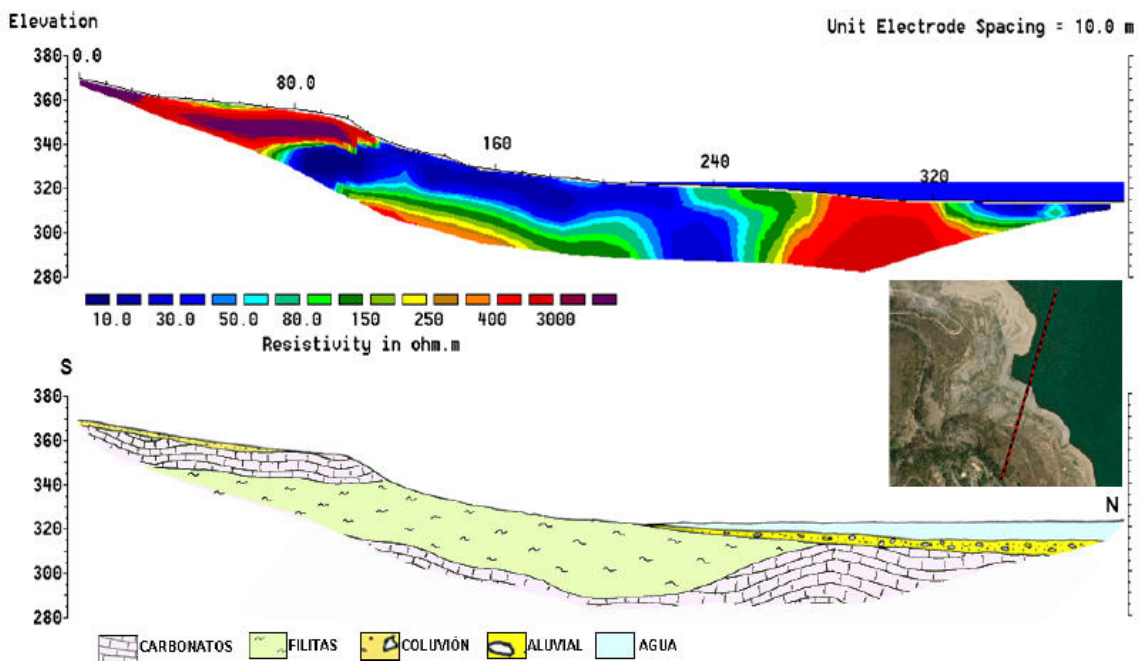 Elevation
Unit Electrode Spacing = 10.0 m
380
0.0
360
80.0
340
160
320
240
320
300
280
10.0 30.0 50.0 80.0 150 250 400 3000
Resistivity in ohm.m
S
380
360
340
N
320
300
280
CARBONATOS FILITAS COLUVIÓN ALUVIAL AGUA